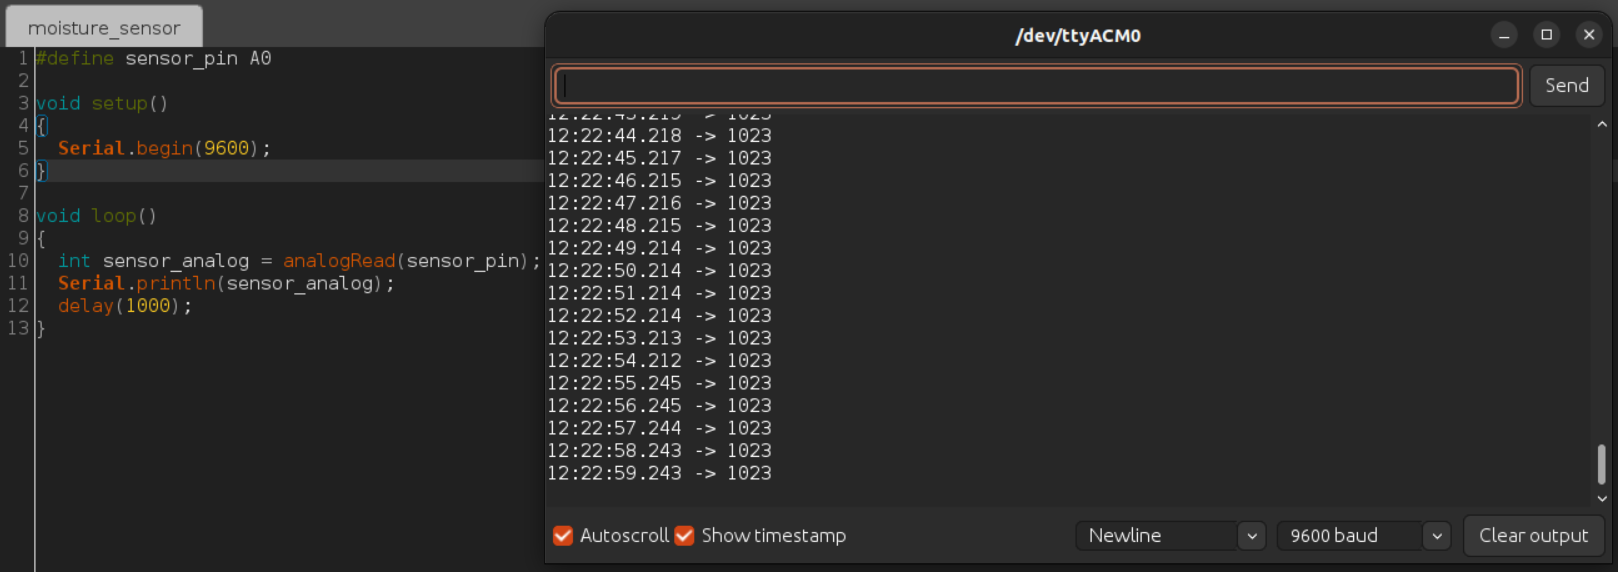 moisture_sensor
1 #define sensor_pin A0
2
3 void setup()
4 {
5 Serial.begin(9600);
6 }
7
8 void loop()
9 {
10 int sensor_analog = analogRead(sensor_pin);
11 Serial.println(sensor_analog);
12 delay(1000);
13 }
/dev/ttyACM0
Send
12:22:43.219 -> 1023
12:22:44.218 -> 1023
12:22:45.217 -> 1023
12:22:46.215 -> 1023
12:22:47.216 -> 1023
12:22:48.215 -> 1023
12:22:49.214 -> 1023
12:22:50.214 -> 1023
12:22:51.214 -> 1023
12:22:52.214 -> 1023
12:22:53.213 -> 1023
12:22:54.212 -> 1023
12:22:55.245 -> 1023
12:22:56.245 -> 1023
12:22:57.244 -> 1023
12:22:58.243 -> 1023
12:22:59.243 -> 1023
Autoscroll Show timestamp Newline 9600 baud Clear output